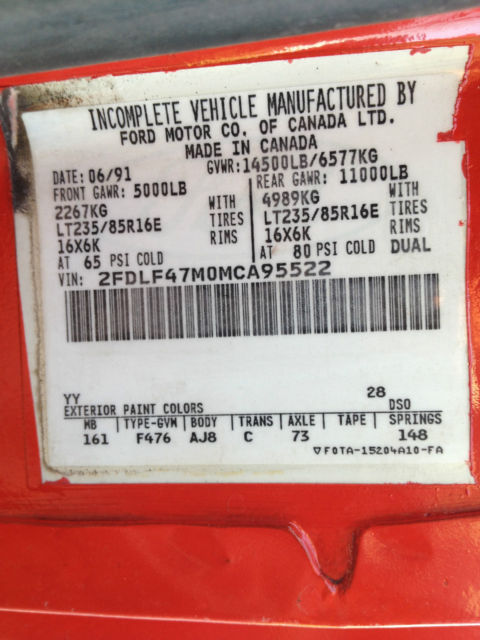 INCOMPLETE VEHICLE MANUFACTURED BY
FORD MOTOR CO. OF CANADA LTD.
MADE IN CANADA
DATE: 06/91 GVWR: 14500LB/6577KG
FRONT GAWR: 5000LB REAR GAWR: 11000LB
2267KG WITH 4989KG WITH
LT235/85R16E TIRES LT235/85R16E TIRES
16X6K RIMS 16X6K RIMS
AT 65 PSI COLD AT 80 PSI COLD DUAL
VIN: 2FDLF47M0MCA95522
YY 28
EXTERIOR PAINT COLORS DSO
WB TYPE-GVW BODY TRANS AXLE TAPE SPRINGS
161 F476 AJ8 C 73 148
▽F0TA-15204A10-FA